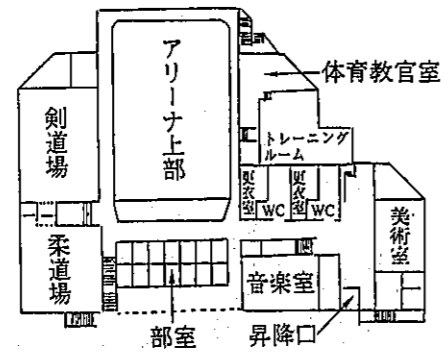 体育教官室
アリーナ上部
剣道場
トレーニング
ルーム
更衣室
WC
更衣室
WC
美術室
柔道場
音楽室
部室
昇降口